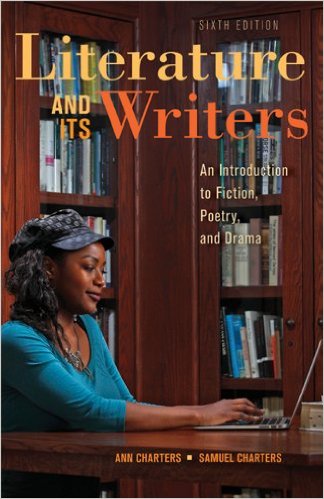 SIXTH EDITION
Literature
AND
ITS
Writers
An Introduction
to Fiction,
Poetry,
and Drama
ANN CHARTERS ■ SAMUEL CHARTERS